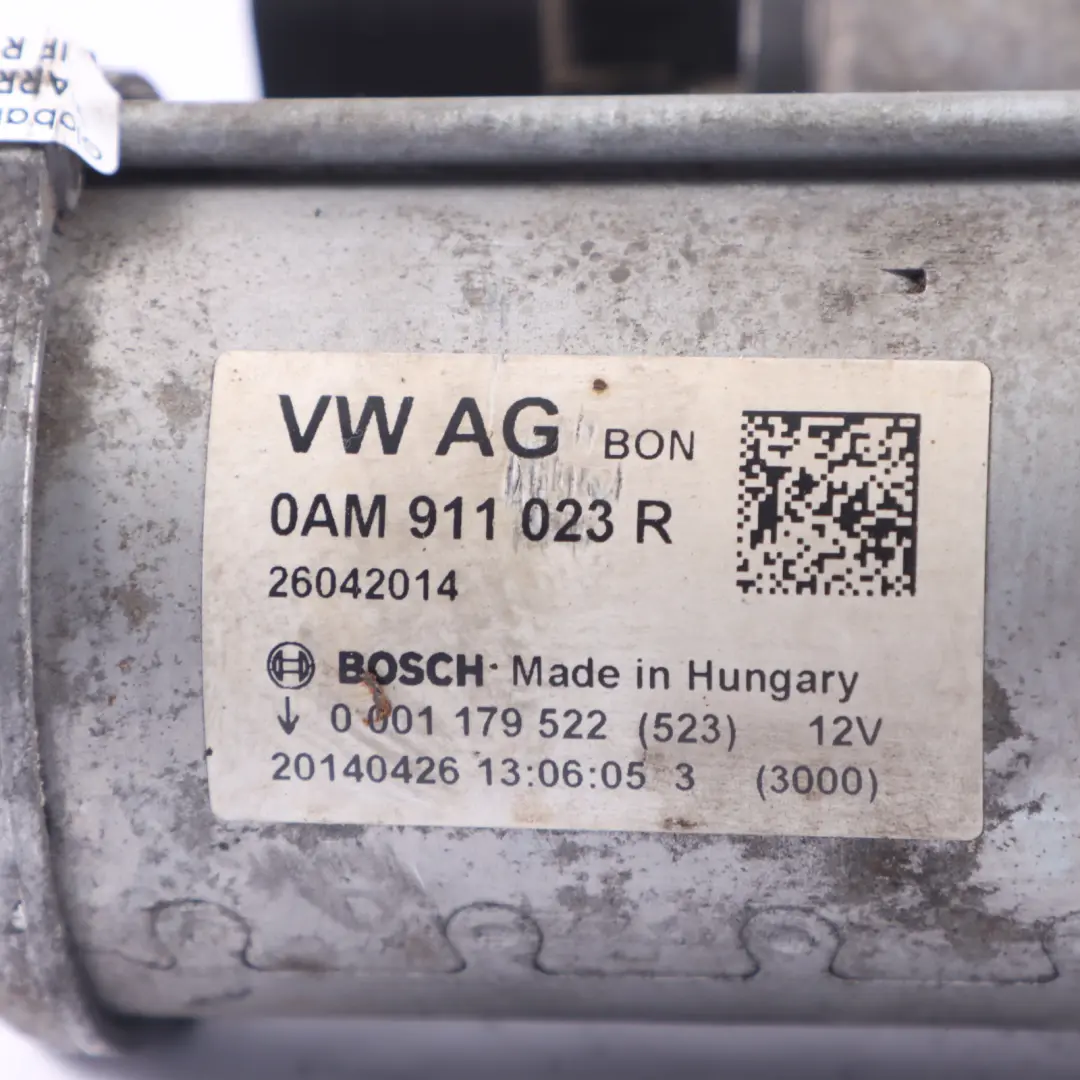 VW AG BON
0AM 911 023 R
26042014
BOSCH Made in Hungary
↓ 0 001 179 522 (523) 12V
20140426 13:06:05 3 (3000)